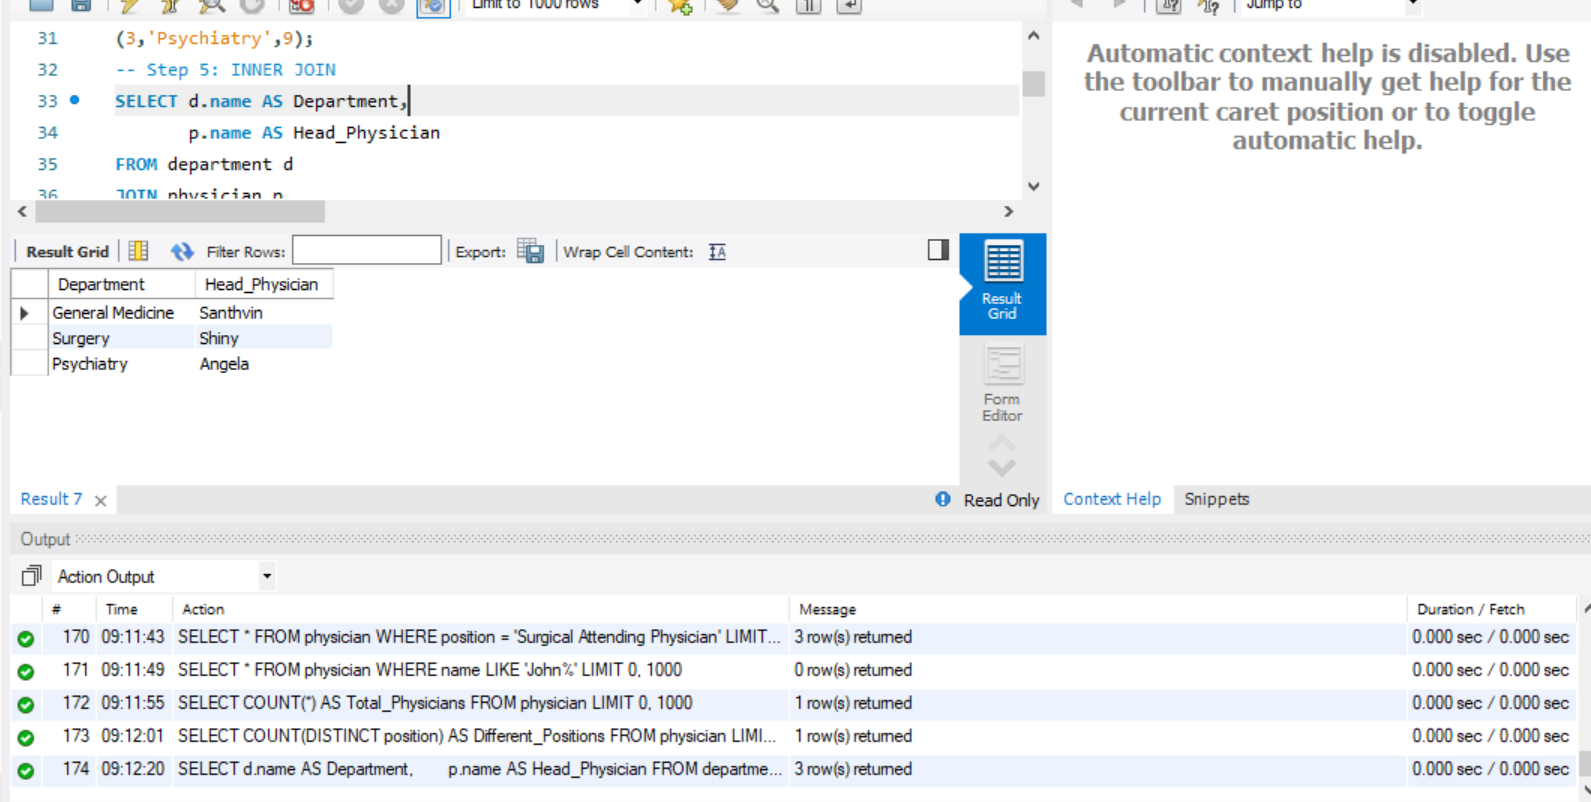 Limit to 1000 rows
Jump to
31 (3,'Psychiatry',9);
32 -- Step 5: INNER JOIN
33 SELECT d.name AS Department,
34 p.name AS Head_Physician
35 FROM department d
36 JOIN physician p
Automatic context help is disabled. Use
the toolbar to manually get help for the
current caret position or to toggle
automatic help.
Result Grid Filter Rows: Export: Wrap Cell Content:
Department Head_Physician
General Medicine Santhvin
Surgery Shiny
Psychiatry Angela
Result
Grid
Form
Editor
Result 7 Read Only Context Help Snippets
Output
Action Output
# Time Action Message Duration / Fetch
170 09:11:43 SELECT * FROM physician WHERE position = 'Surgical Attending Physician' LIMIT... 3 row(s) returned 0.000 sec / 0.000 sec
171 09:11:49 SELECT * FROM physician WHERE name LIKE 'John%' LIMIT 0, 1000 0 row(s) returned 0.000 sec / 0.000 sec
172 09:11:55 SELECT COUNT(*) AS Total_Physicians FROM physician LIMIT 0, 1000 1 row(s) returned 0.000 sec / 0.000 sec
173 09:12:01 SELECT COUNT(DISTINCT position) AS Different_Positions FROM physician LIMI... 1 row(s) returned 0.000 sec / 0.000 sec
174 09:12:20 SELECT d.name AS Department, p.name AS Head_Physician FROM departme... 3 row(s) returned 0.000 sec / 0.000 sec